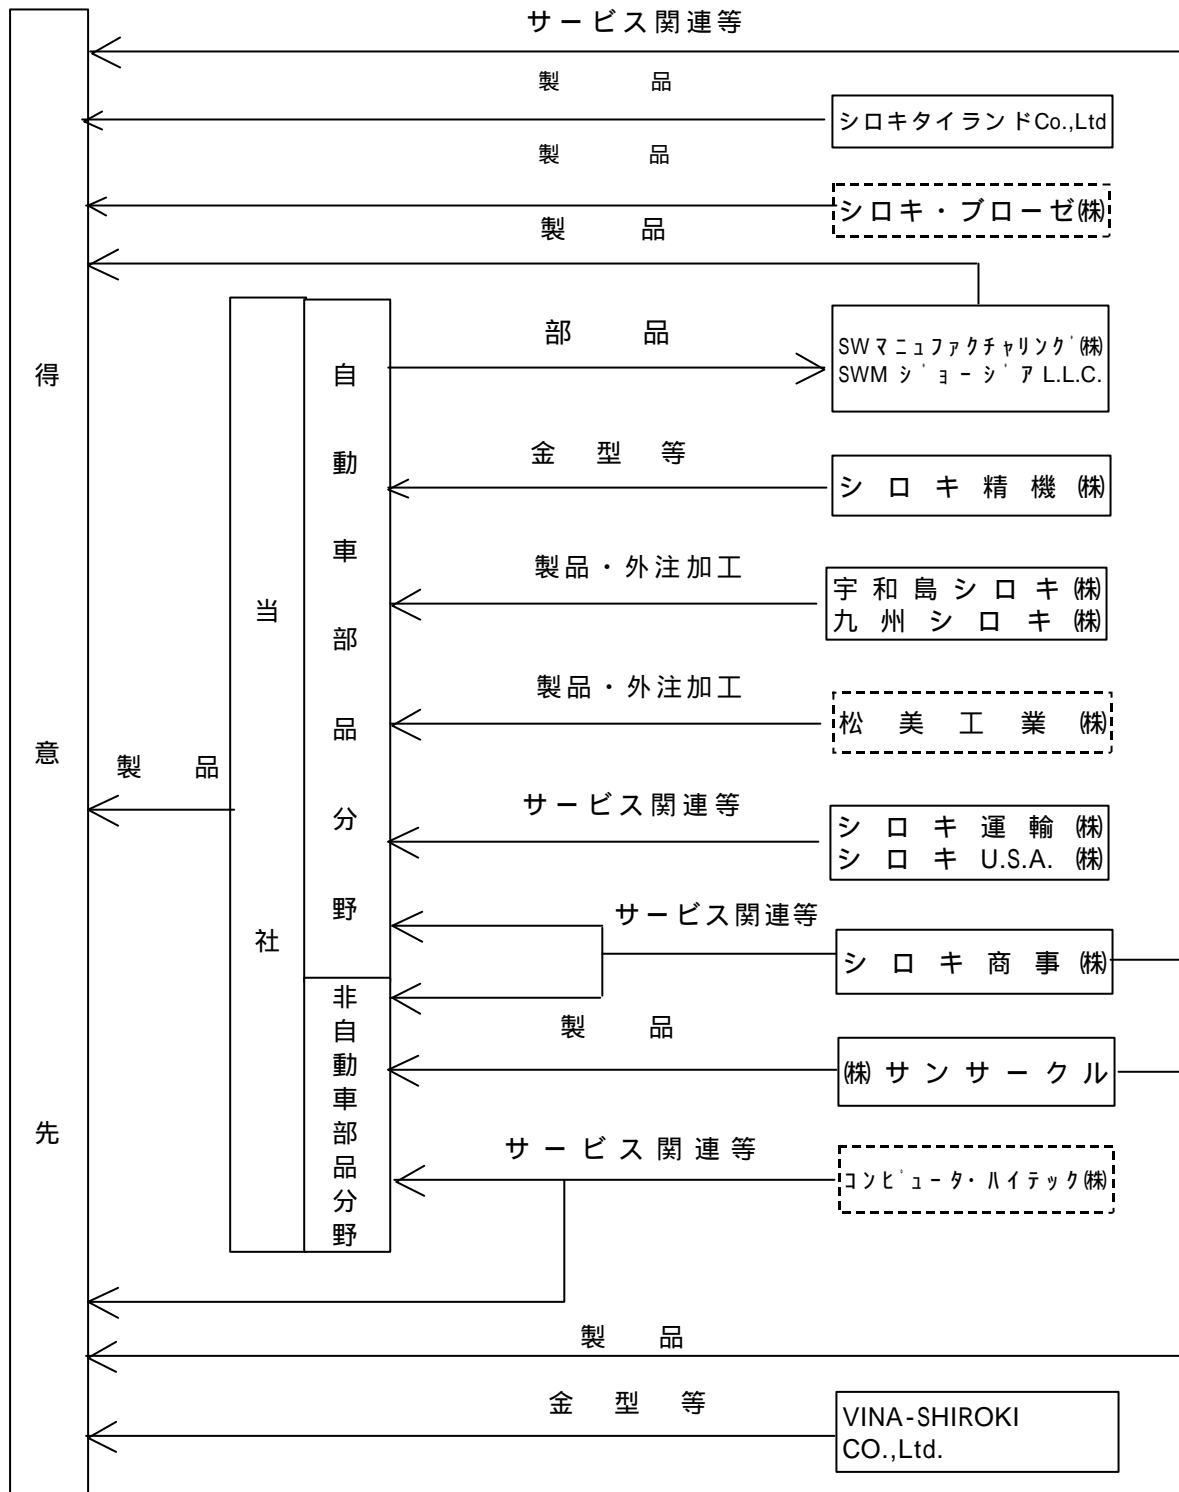 サービス関連等
製品
シロキタイランドCo.,Ltd
製品
シロキ・ブローゼ㈱
製品
部品
SWマニュファクチャリング㈱
SWMジョージアL.L.C.
金型等
シロキ精機㈱
製品・外注加工
宇和島シロキ㈱
九州シロキ㈱
製品・外注加工
松美工業㈱
製品
サービス関連等
シロキ運輸㈱
シロキU.S.A.㈱
サービス関連等
シロキ商事㈱
製品
㈱サンサークル
サービス関連等
コンピュータ・ハイテック㈱
製品
金型等
VINA-SHIROKI
CO.,Ltd.
得意先
当社
自動車部品分野
非自動車部品分野